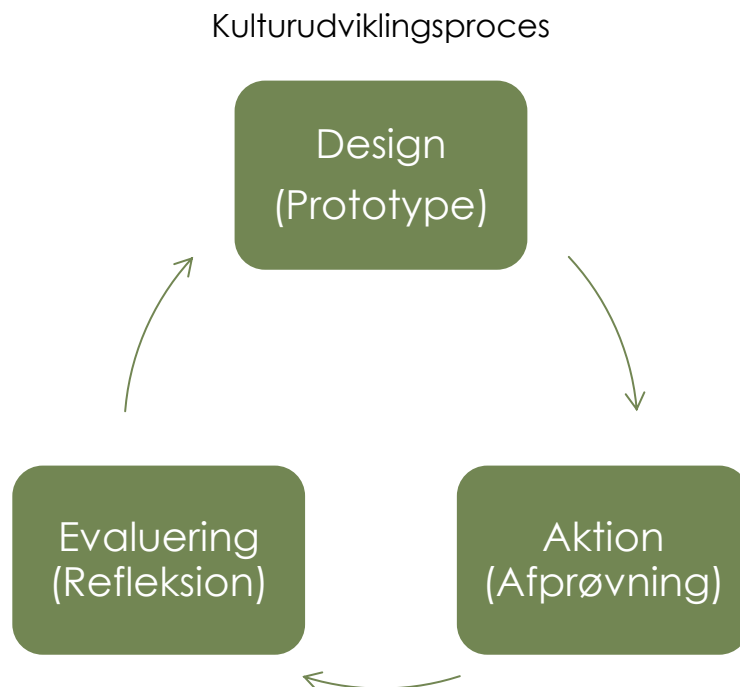 Kulturudviklingsproces
Design
(Prototype)
Aktion
(Afprøvning)
Evaluering
(Refleksion)